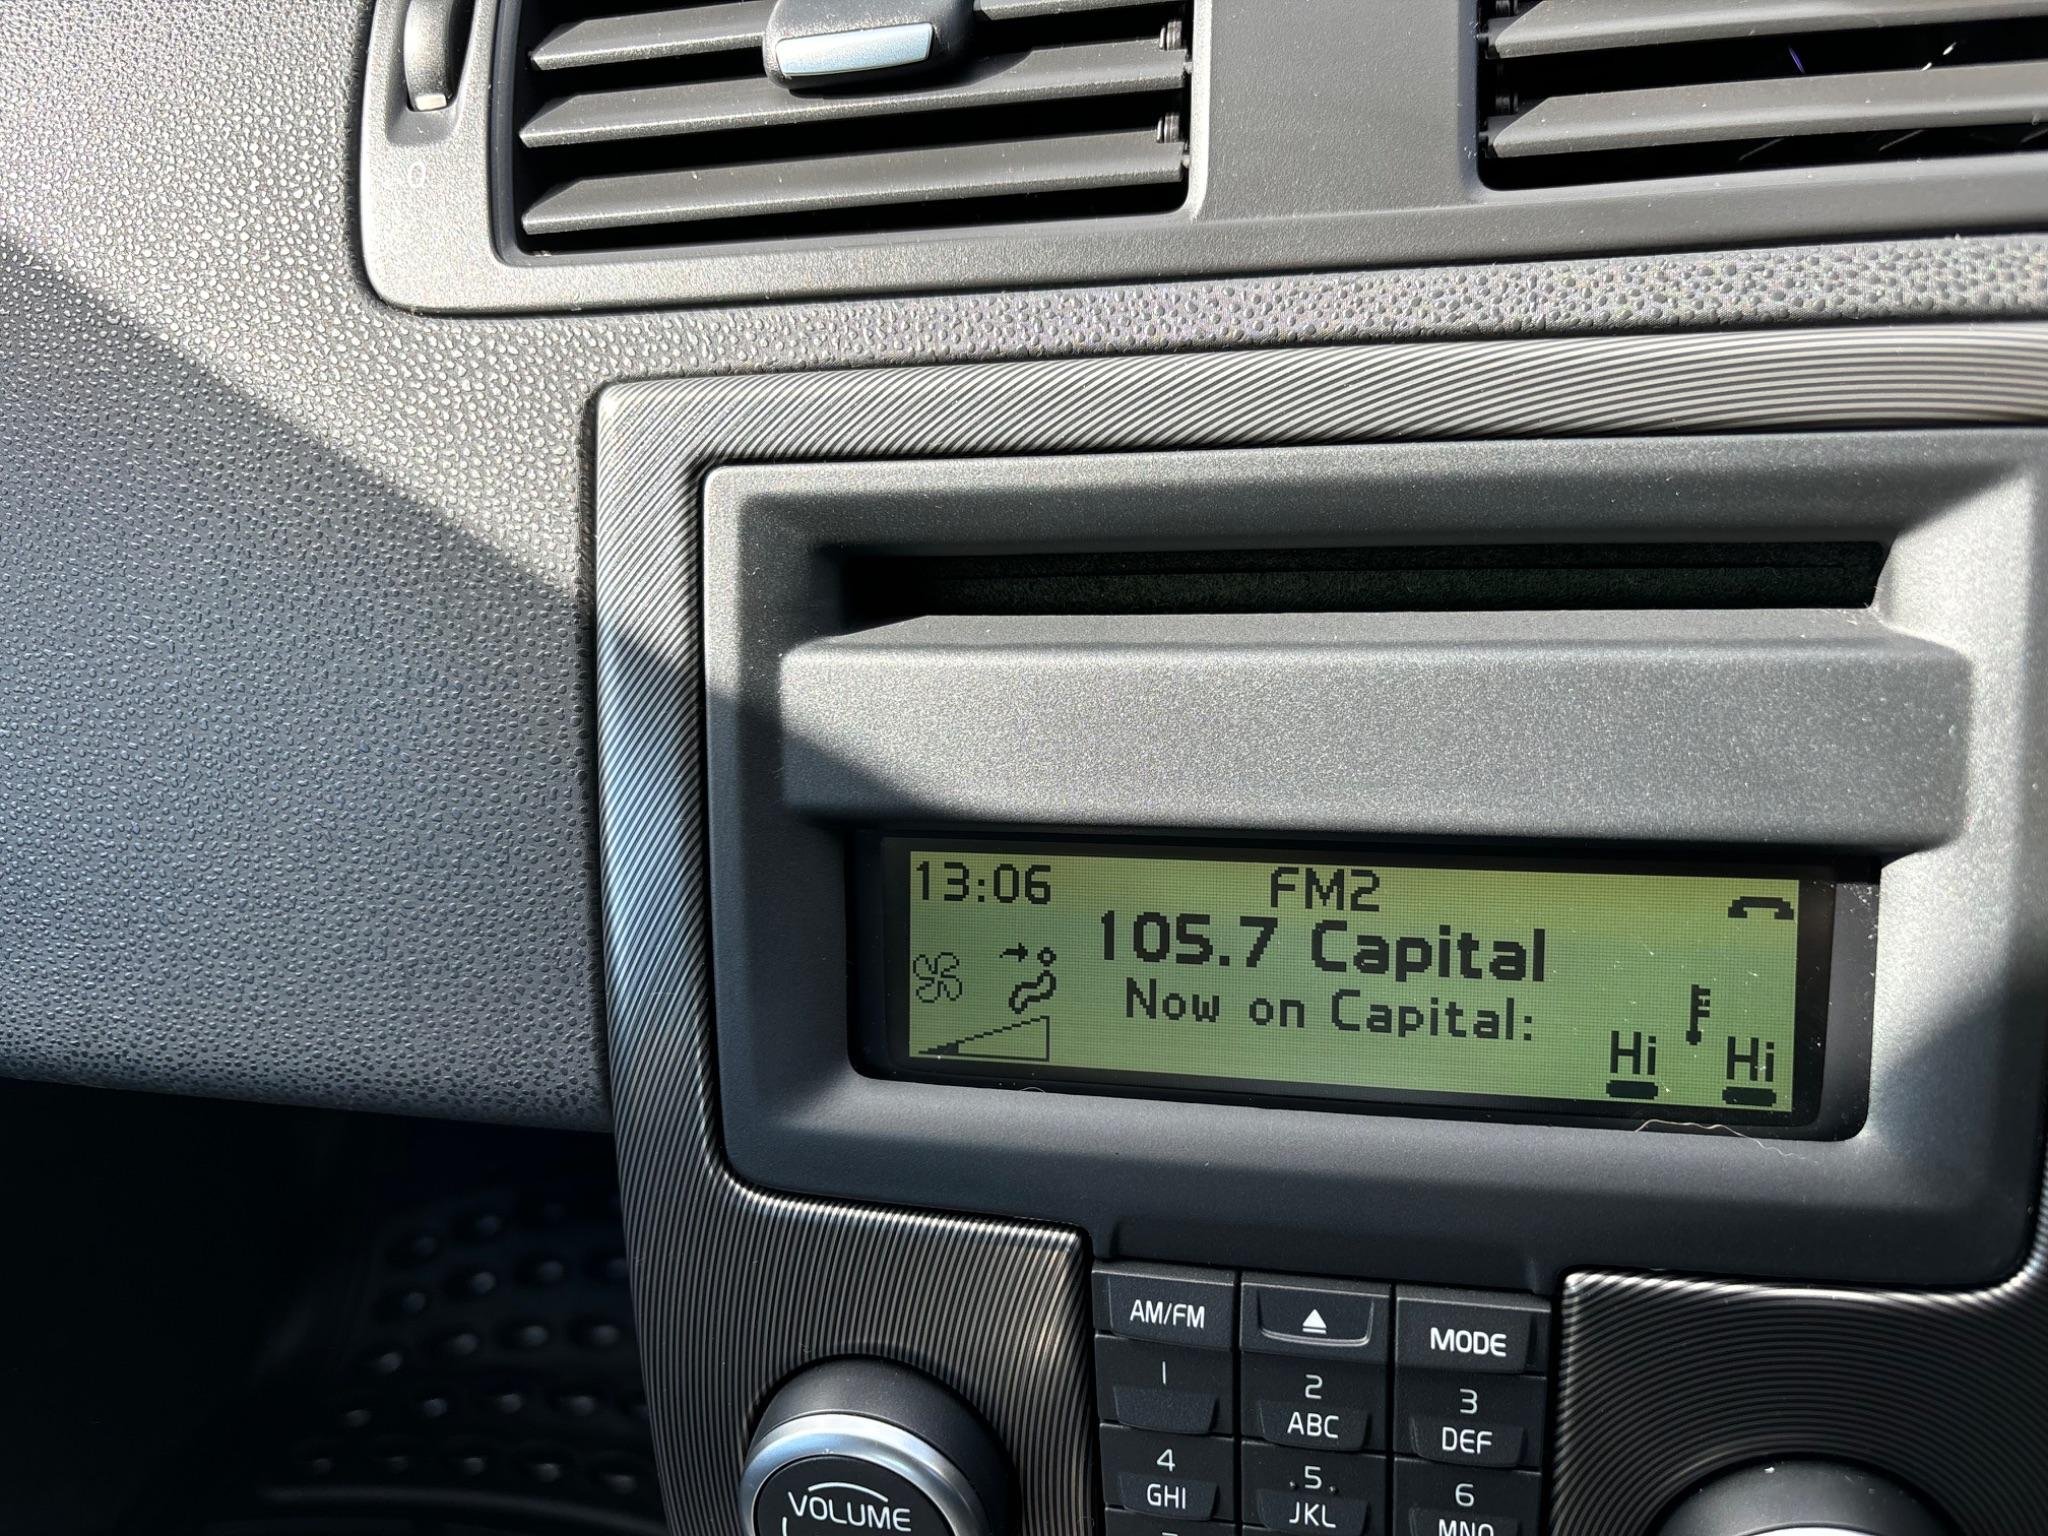 0
13:06 FM2
105.7 Capital
Now on Capital:
Hi Hi
AM/FM MODE
1 2 3
ABC DEF
4 5 6
GHI JKL MNO
VOLUME